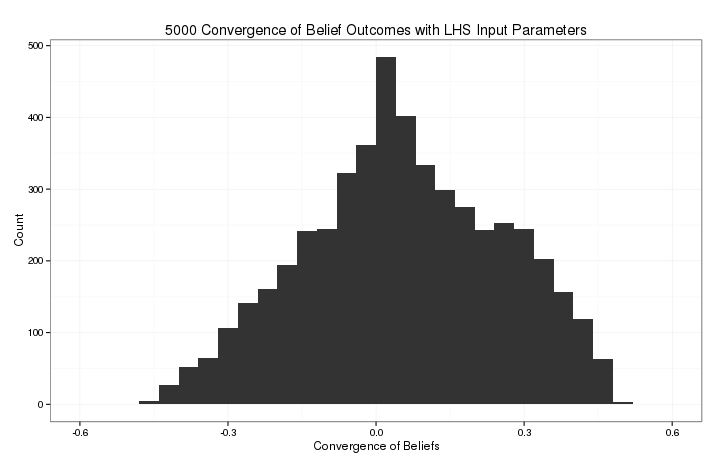 5000 Convergence of Belief Outcomes with LHS Input Parameters
500
400
300
200
100
0
Count
-0.6 -0.3 0.0 0.3 0.6
Convergence of Beliefs